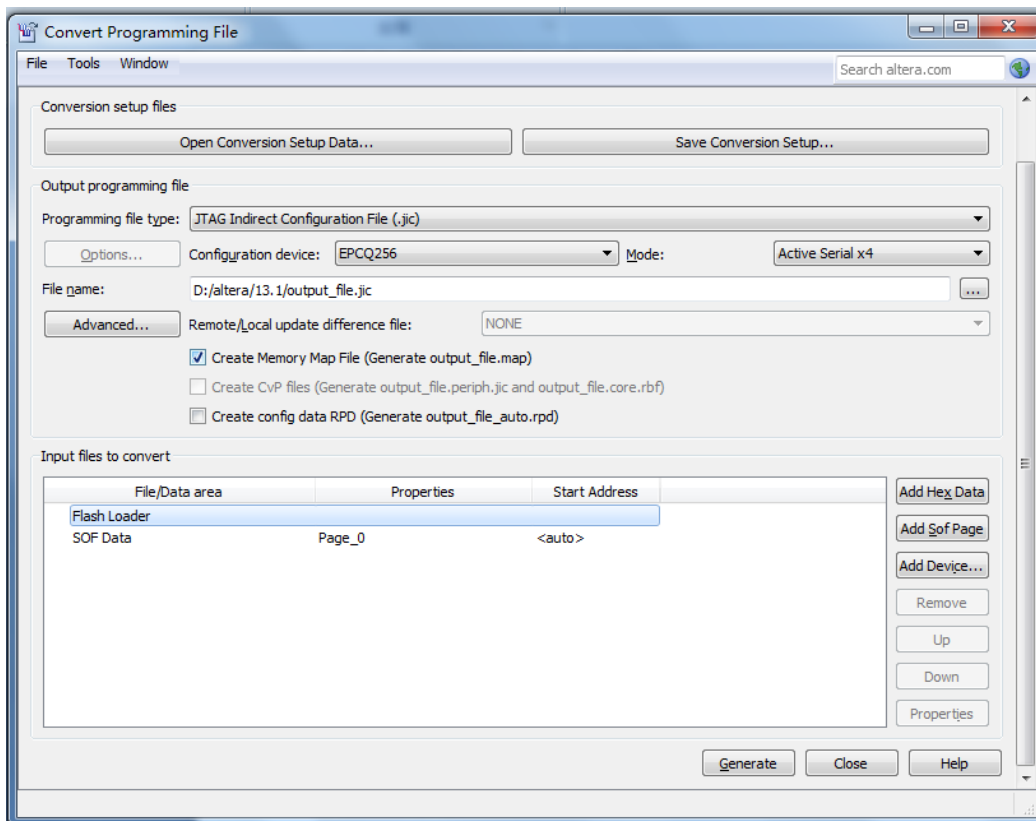 Convert Programming File
File Tools Window Search altera.com
Conversion setup files
Open Conversion Setup Data... Save Conversion Setup...
Output programming file
Programming file type: JTAG Indirect Configuration File (.jic)
Options... Configuration device: EPCQ256 Mode: Active Serial x4
File name: D:/altera/13.1/output_file.jic ...
Advanced... Remote/Local update difference file: NONE
Create Memory Map File (Generate output_file.map)
Create CvP files (Generate output_file.periph.jic and output_file.core.rbf)
Create config data RPD (Generate output_file_auto.rpd)
Input files to convert
File/Data area Properties Start Address
Flash Loader
SOF Data Page_0 <auto>
Add Hex Data
Add Sof Page
Add Device...
Remove
Up
Down
Properties
Generate Close Help